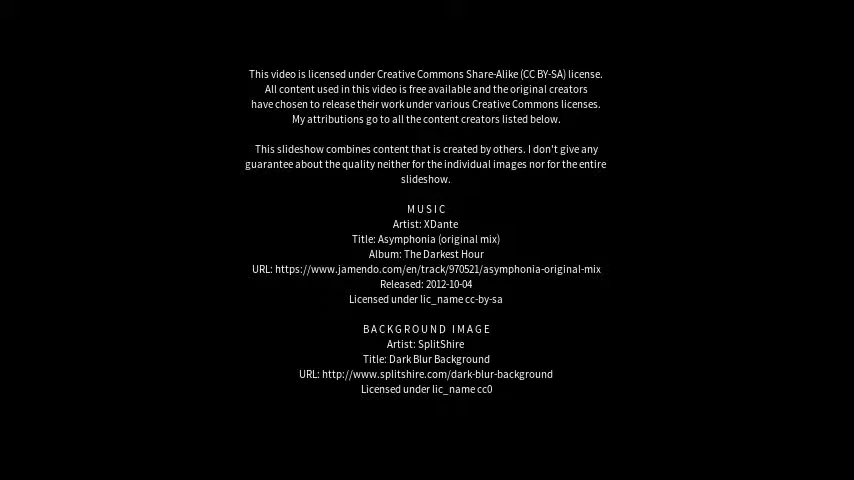 This video is licensed under Creative Commons Share-Alike (CC BY-SA) license.
All content used in this video is free available and the original creators
have chosen to release their work under various Creative Commons licenses.
My attributions go to all the content creators listed below.
This slideshow combines content that is created by others. I don't give any
guarantee about the quality neither for the individual images nor for the entire
slideshow.
MUSIC
Artist: XDante
Title: Asymphonia (original mix)
Album: The Darkest Hour
URL: https://www.jamendo.com/en/track/970521/asymphonia-original-mix
Released: 2012-10-04
Licensed under lic_name cc-by-sa
BACKGROUND IMAGE
Artist: SplitShire
Title: Dark Blur Background
URL: http://www.splitshire.com/dark-blur-background
Licensed under lic_name cc0